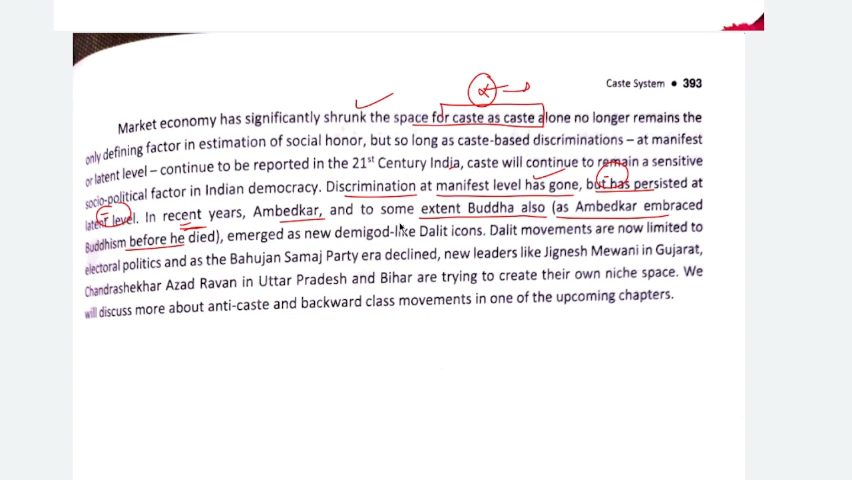 Caste System • 393
Market economy has significantly shrunk the space for caste as caste alone no longer remains the
only defining factor in estimation of social honor, but so long as caste-based discriminations – at manifest
or latent level – continue to be reported in the 21st Century India, caste will continue to remain a sensitive
socio-political factor in Indian democracy. Discrimination at manifest level has gone, but has persisted at
latent level. In recent years, Ambedkar, and to some extent Buddha also (as Ambedkar embraced
Buddhism before he died), emerged as new demigod-like Dalit icons. Dalit movements are now limited to
electoral politics and as the Bahujan Samaj Party era declined, new leaders like Jignesh Mewani in Gujarat,
Chandrashekhar Azad Ravan in Uttar Pradesh and Bihar are trying to create their own niche space. We
will discuss more about anti-caste and backward class movements in one of the upcoming chapters.